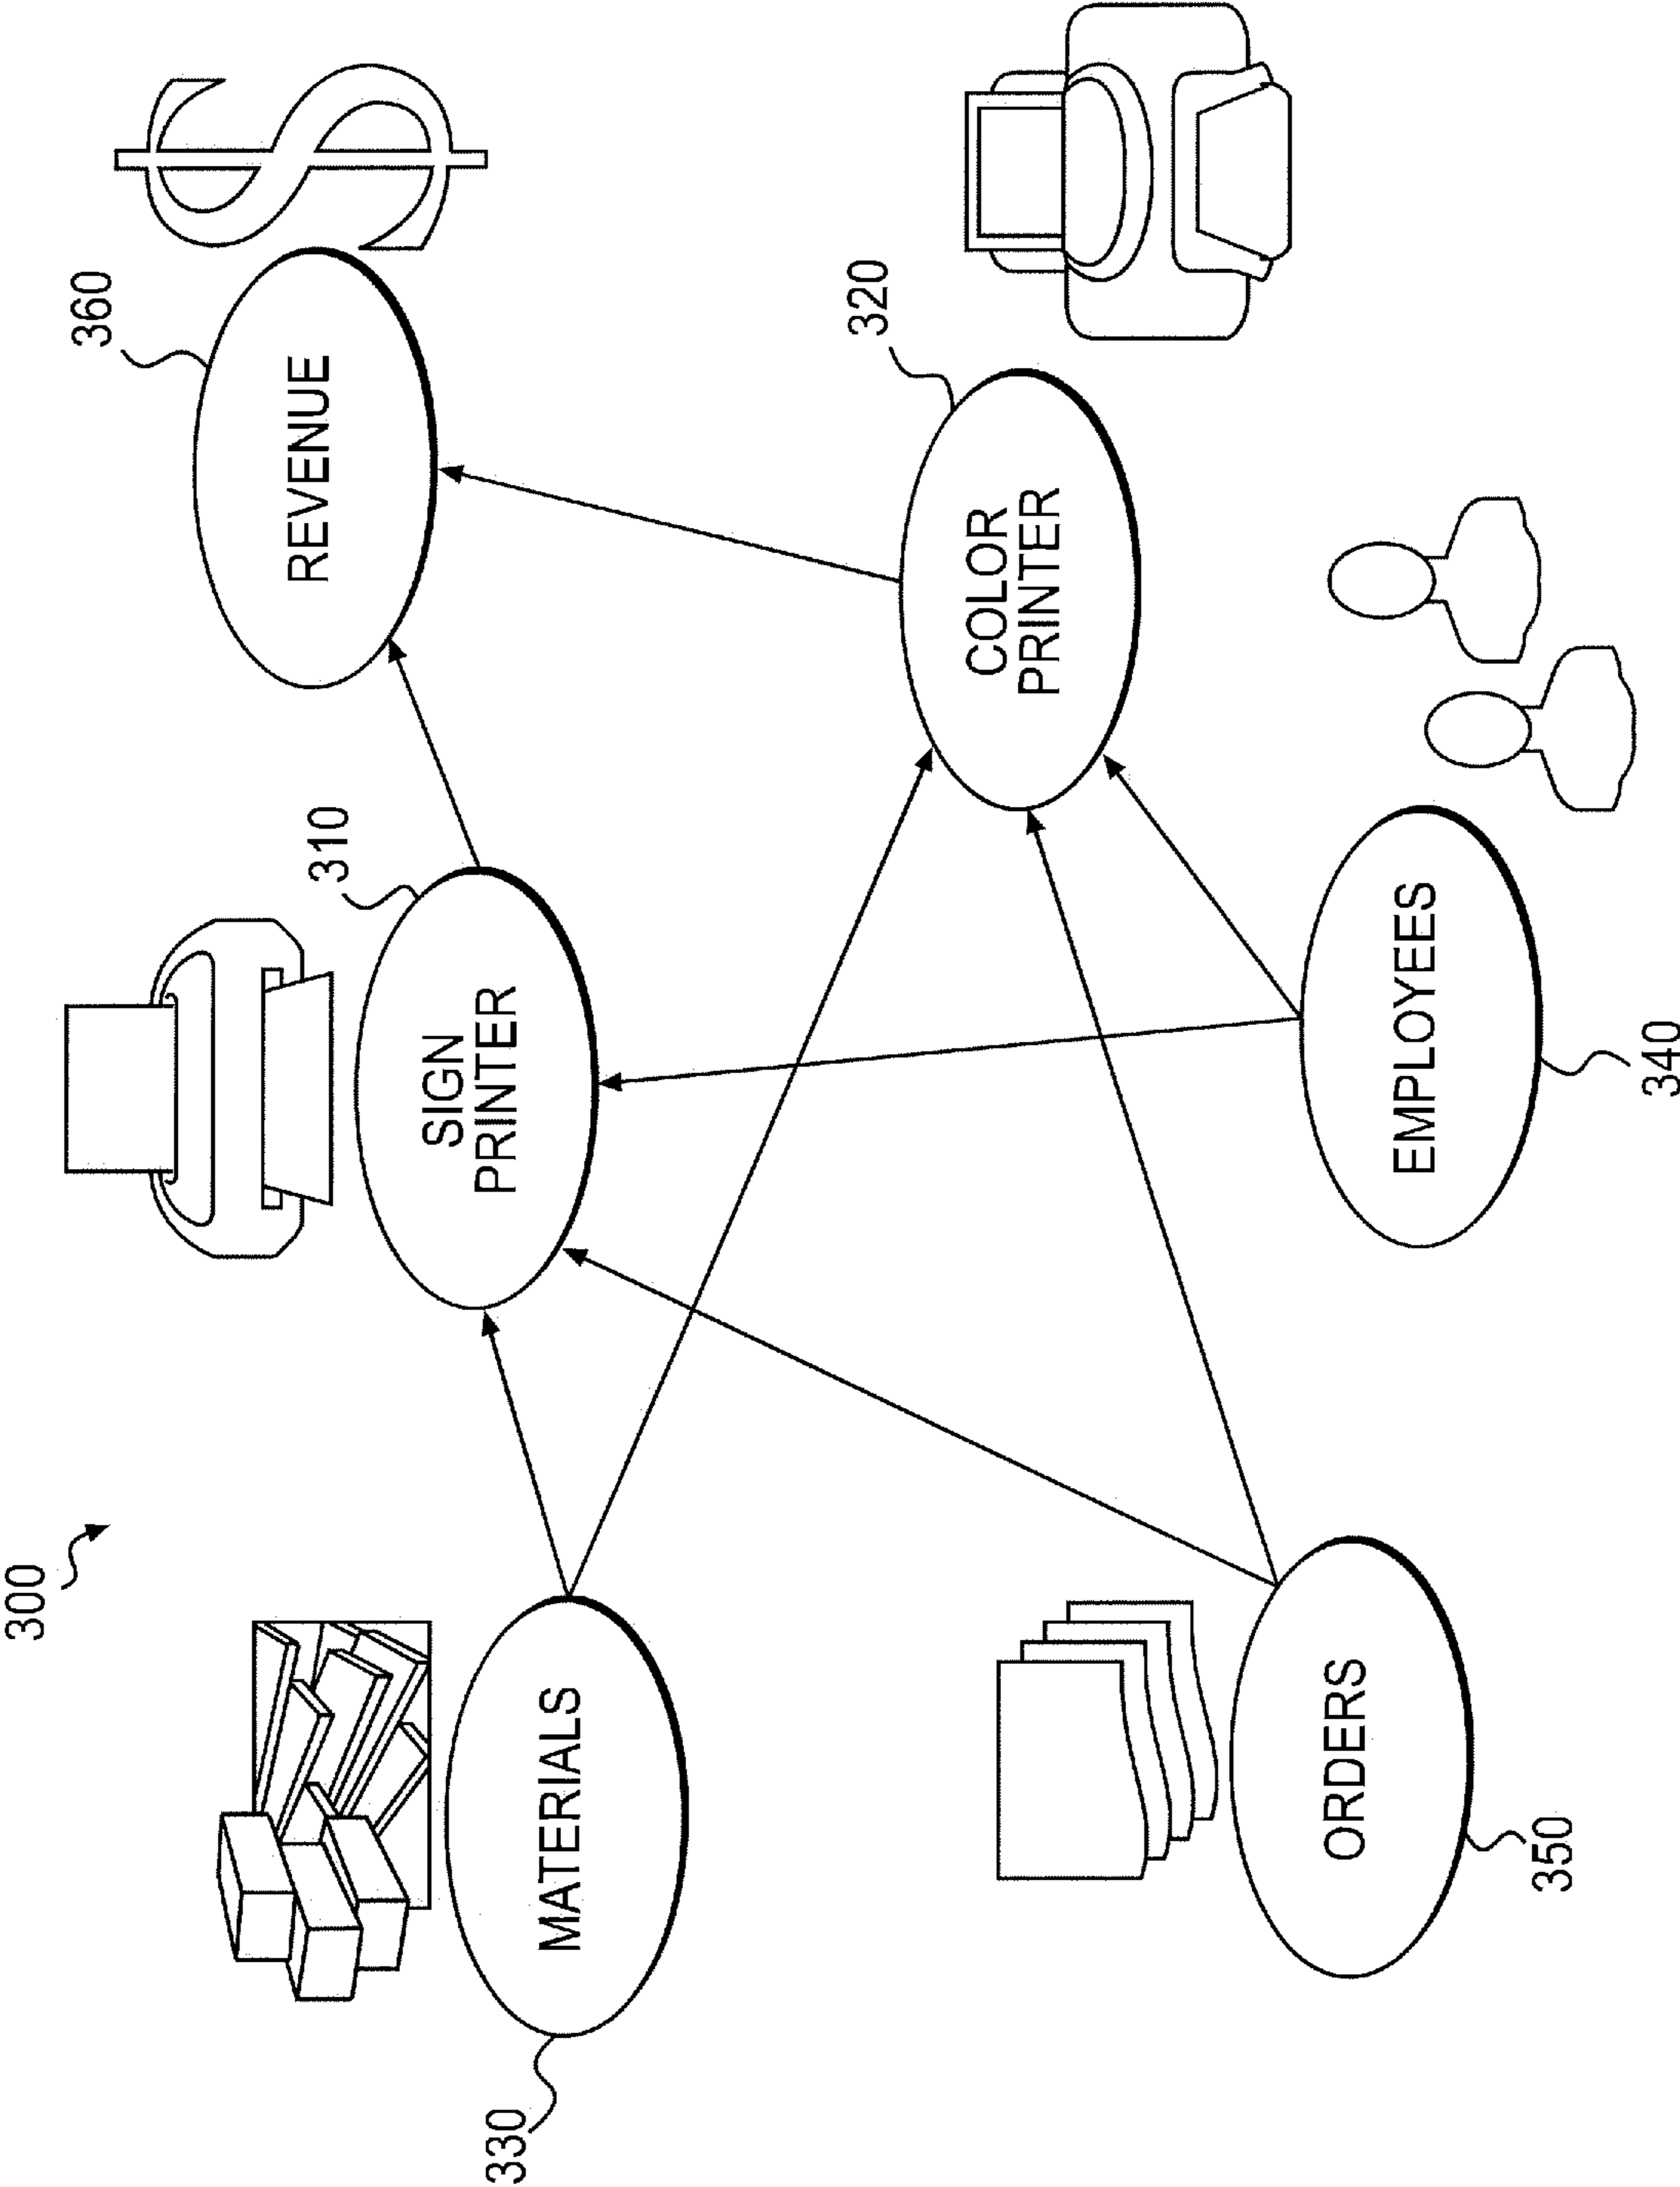 300
330
MATERIALS
310
SIGN
PRINTER
360
REVENUE
350
ORDERS
340
EMPLOYEES
320
COLOR
PRINTER